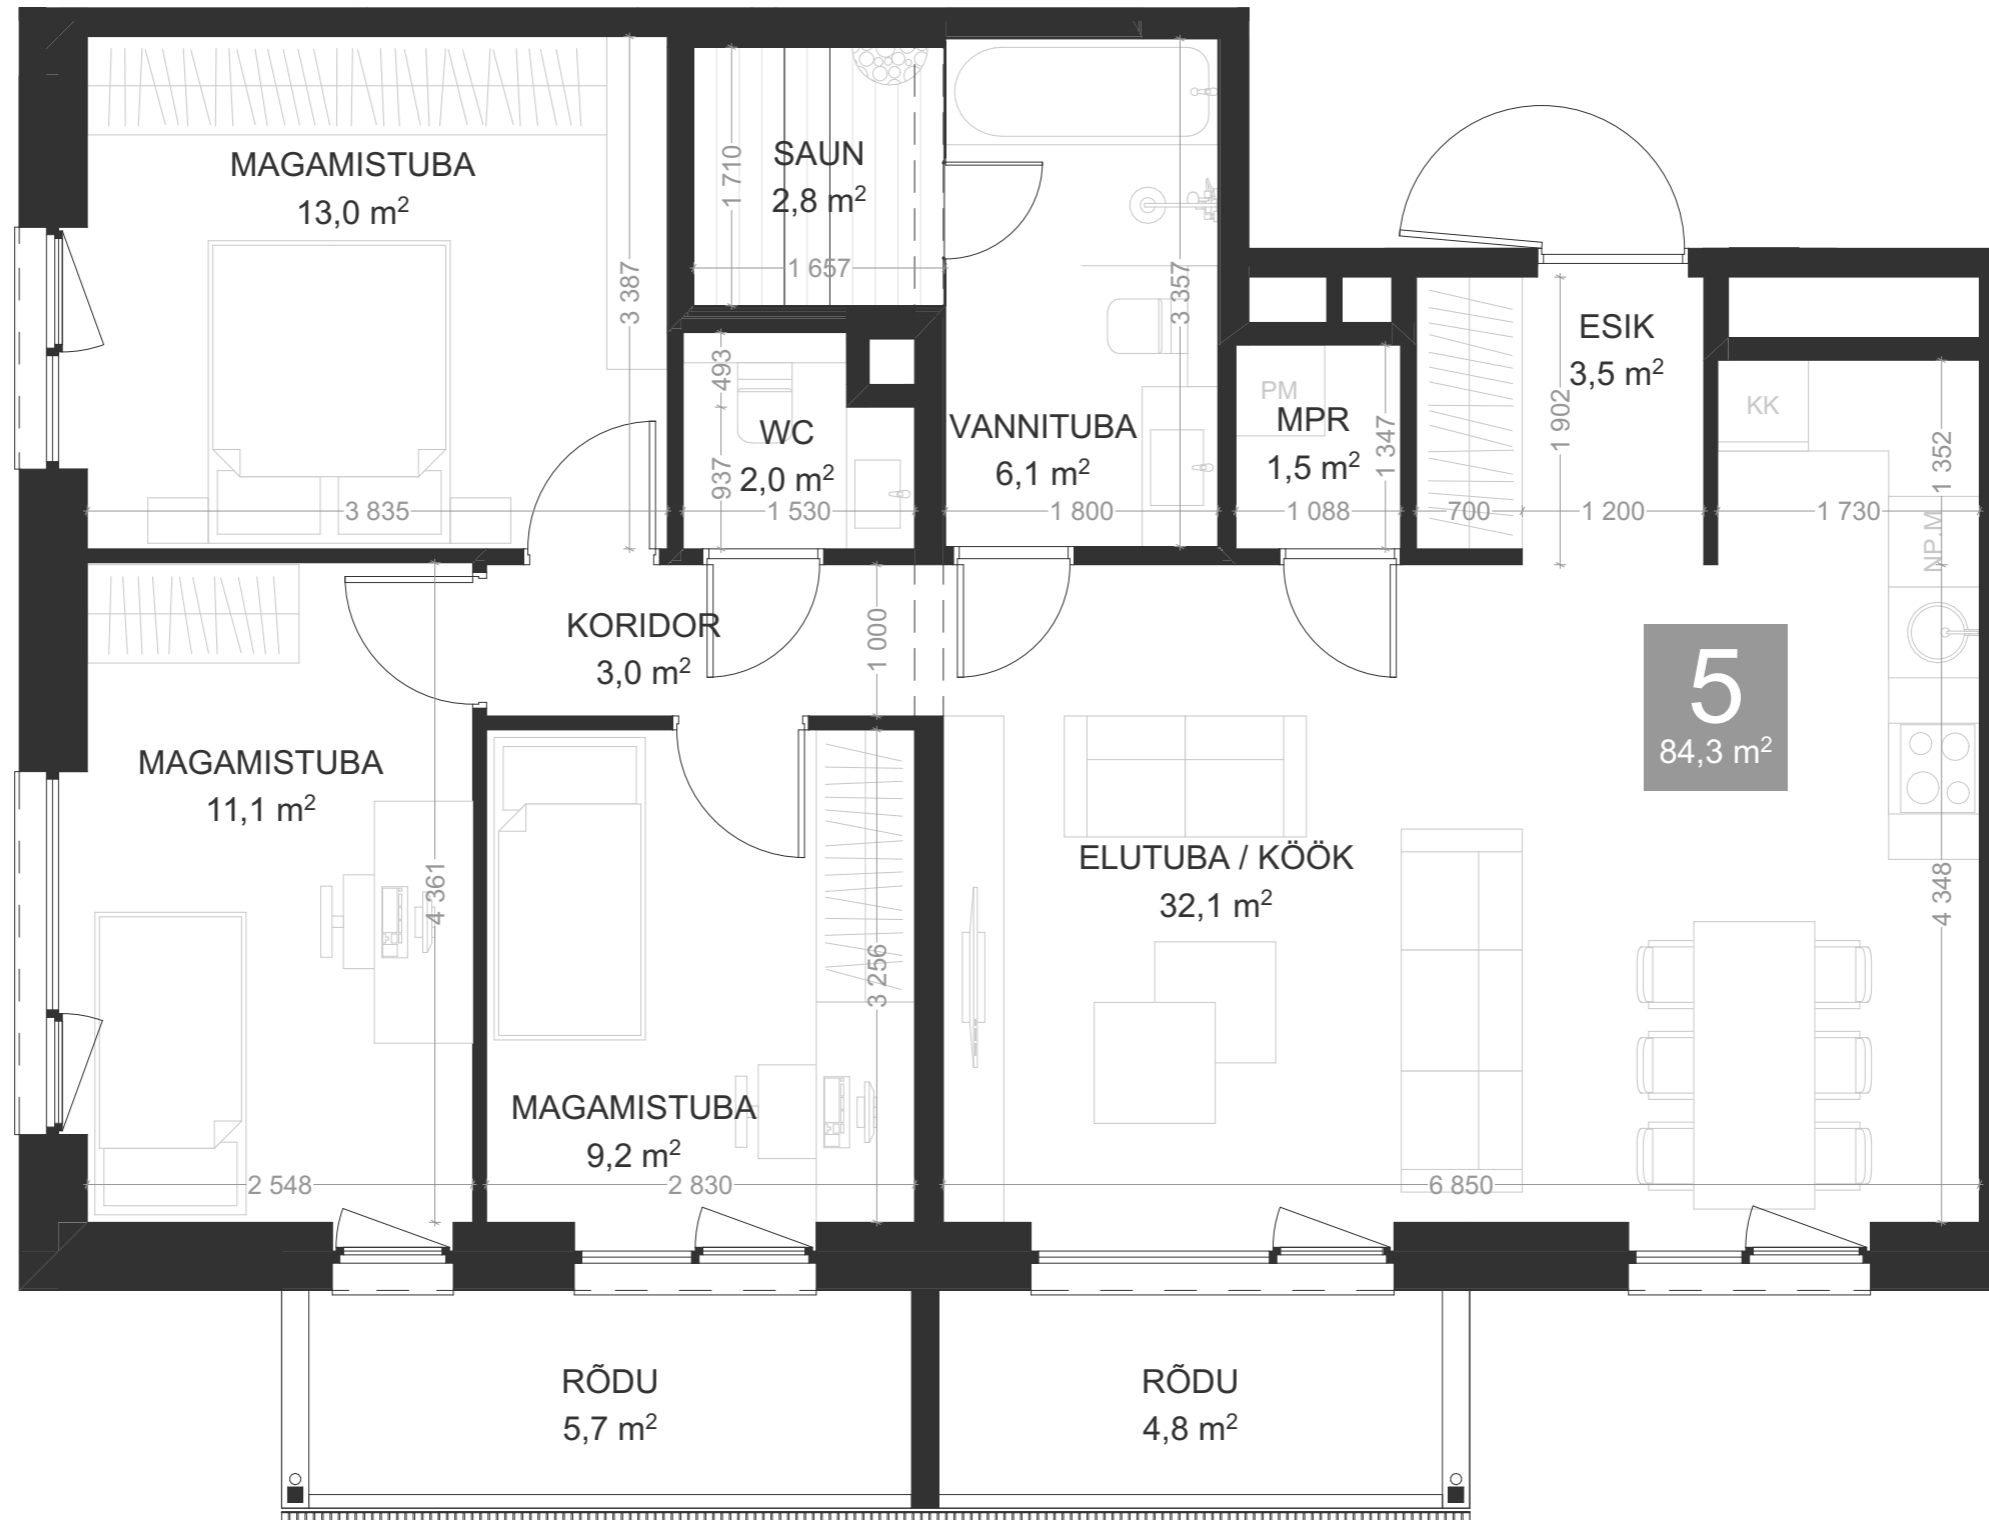 MAGAMISTUBA
13,0 m²
3 387
3 835
SAUN
2,8 m²
1 710
1 657
WC
2,0 m²
493
937
1 530
VANNITUBA
6,1 m²
3 357
1 800
PM
MPR
1,5 m²
1 347
1 088
ESIK
3,5 m²
1 902
700
1 200
KK
1 352
1 730
NP.M
KORIDOR
3,0 m²
1 000
5
84,3 m²
MAGAMISTUBA
11,1 m²
4 361
2 548
MAGAMISTUBA
9,2 m²
3 256
2 830
ELUTUBA / KÖÖK
32,1 m²
4 348
6 850
RÕDU
5,7 m²
RÕDU
4,8 m²